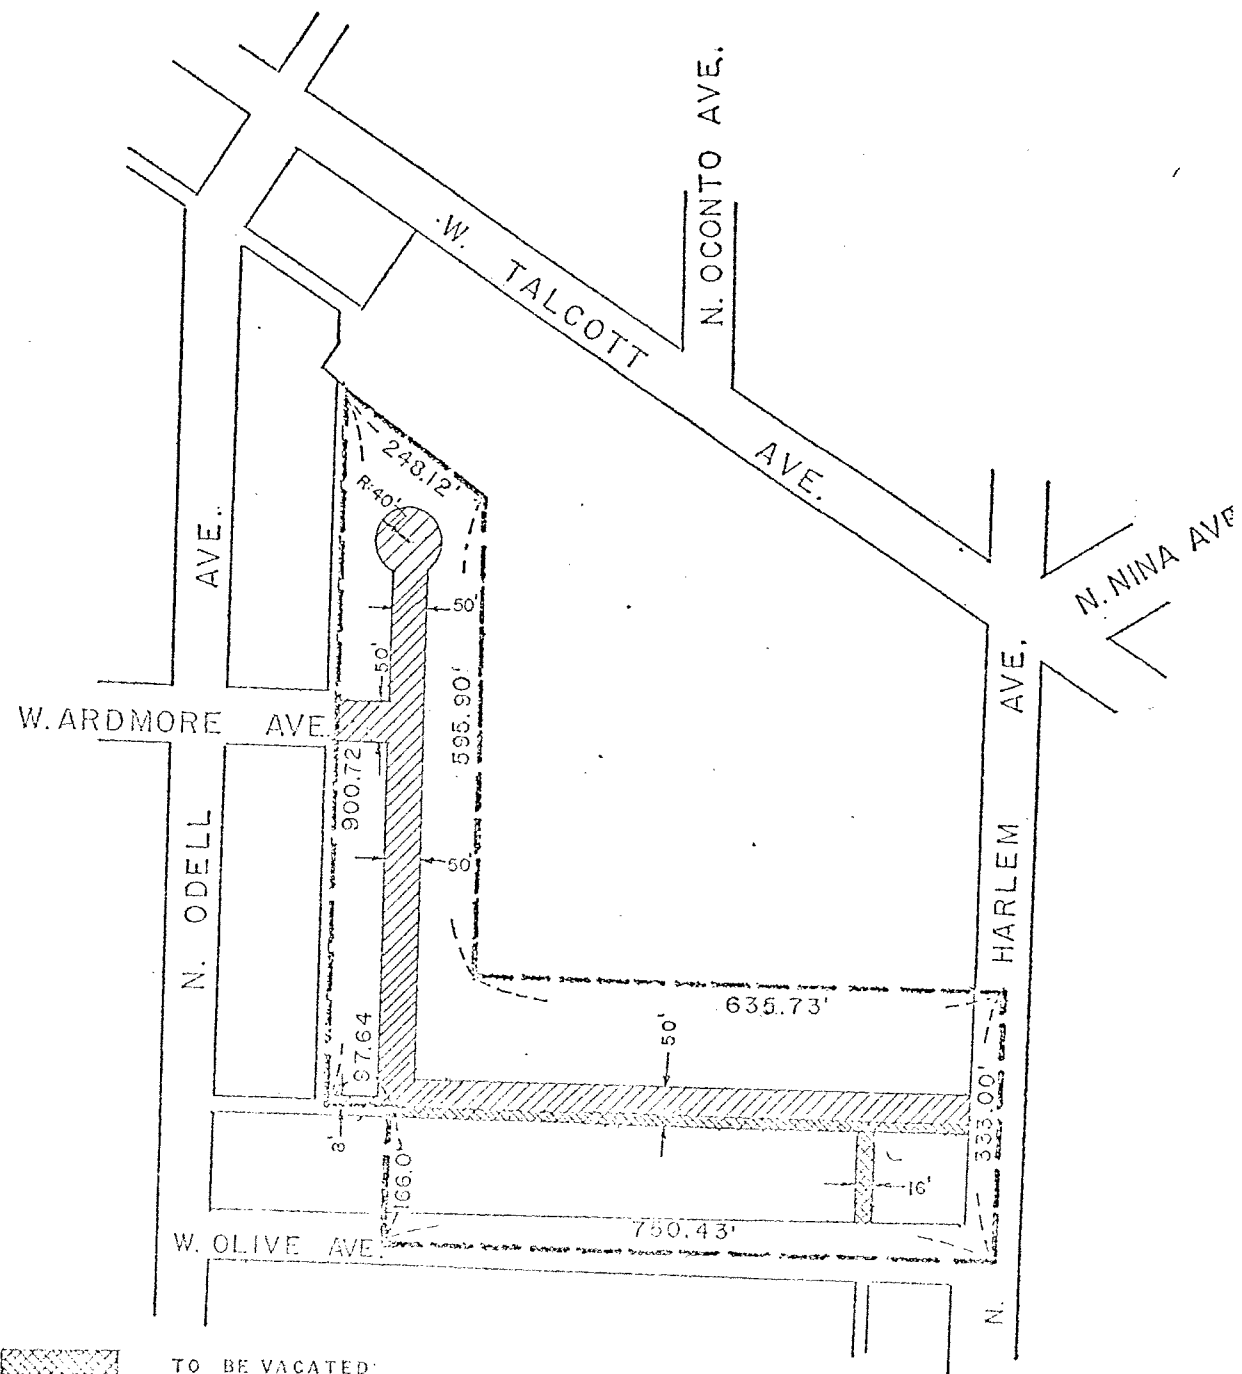 N. OCONTO AVE.
W. TALCOTT AVE.
248.12'
R=40'
N. NINA AVE
50'
50'
W. ARDMORE AVE.
595.90'
900.72
50'
N. ODELL AVE.
N. HARLEM AVE.
635.73'
50'
97.64
333.00'
8'
166.0'
16'
750.43'
W. OLIVE AVE.
TO BE VACATED